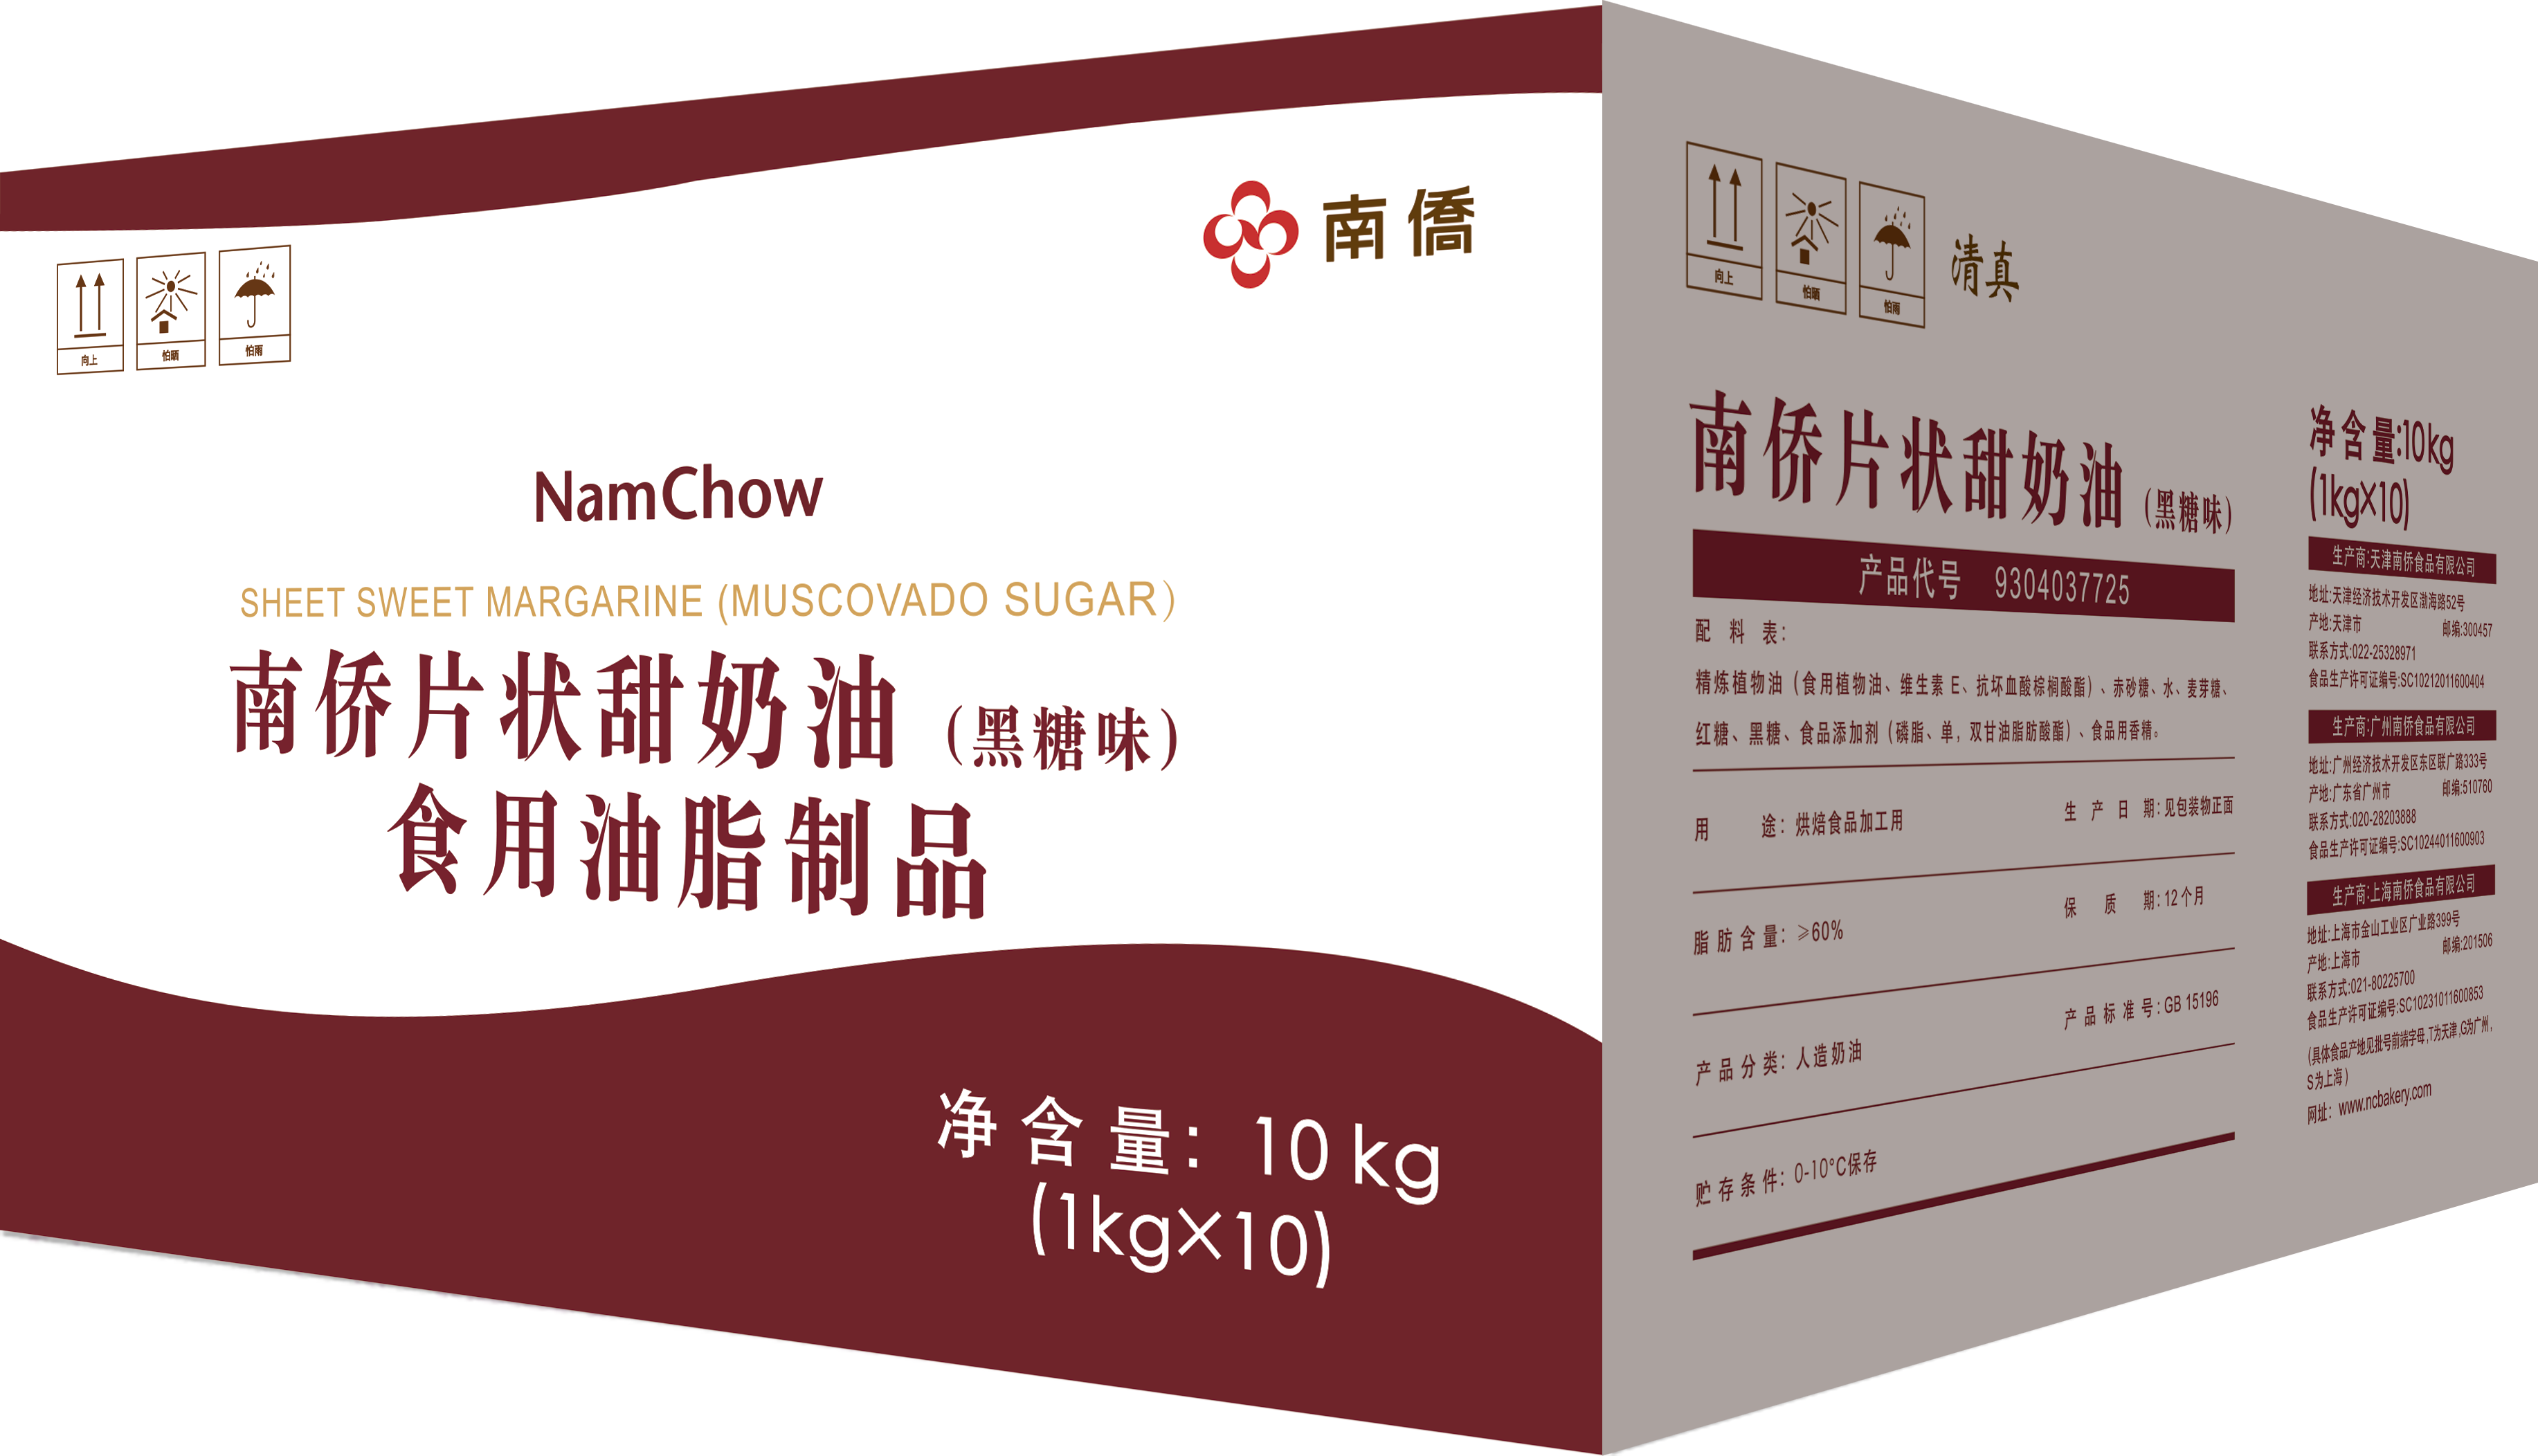 南僑
向上 怕晒 怕雨
NamChow
SHEET SWEET MARGARINE (MUSCOVADO SUGAR)
南侨片状甜奶油(黑糖味)
食用油脂制品
净含量: 10kg
(1kg×10)
向上 怕晒 怕雨 清真
南侨片状甜奶油(黑糖味)
产品代号 9304037725
配料表:
精炼植物油(食用植物油、维生素 E、抗坏血酸棕榈酸酯)、赤砂糖、水、麦芽糖、
红糖、黑糖、食品添加剂(磷脂、单,双甘油脂肪酸酯)、食品用香精。
用途: 烘焙食品加工用 生产日期: 见包装物正面
脂肪含量: ≥60% 保质期: 12个月
产品分类: 人造奶油 产品标准号: GB 15196
贮存条件: 0-10°C保存
净含量:10kg
(1kg×10)
生产商:天津南侨食品有限公司
地址:天津经济技术开发区渤海路52号
产地:天津市 邮编:300457
联系方式:022-25328971
食品生产许可证编号:SC10212011600404
生产商:广州南侨食品有限公司
地址:广州经济技术开发区东区联广路333号
产地:广东省广州市 邮编:510760
联系方式:020-28203888
食品生产许可证编号:SC10244011600903
生产商:上海南侨食品有限公司
地址:上海市金山工业区广业路399号
产地:上海市 邮编:201506
联系方式:021-80225700
食品生产许可证编号:SC10231011600853
(具体食品产地见批号前端字母,T为天津,G为广州,
S为上海)
网址: www.ncbakery.com